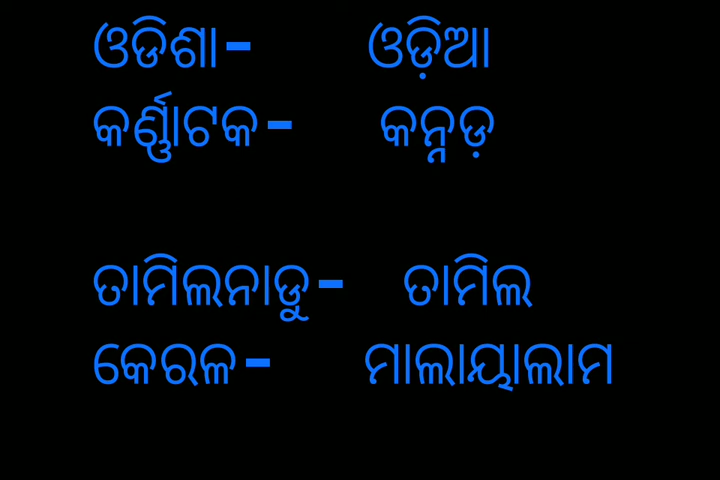 ଓଡିଶା- ଓଡ଼ିଆ
କର୍ଣ୍ଣାଟକ- କନ୍ନଡ଼
ତାମିଲନାଡୁ- ତାମିଲ
କେରଳ- ମାଲାୟାଲାମ